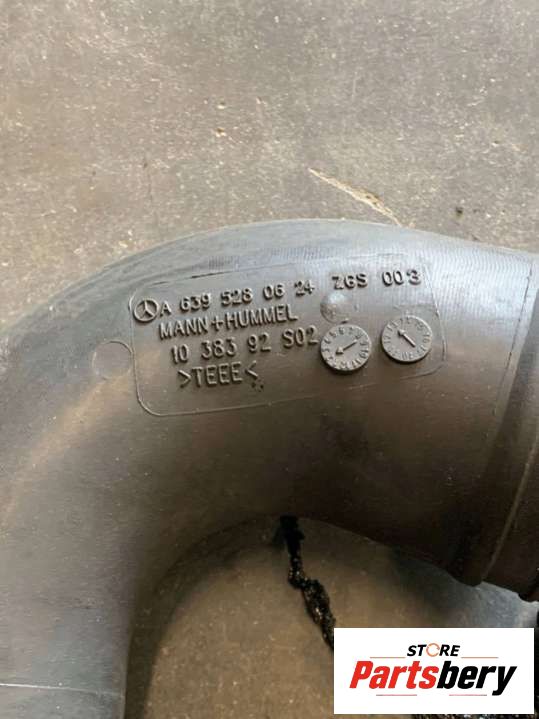 A 639 528 06 24 ZGS 003
MANN+HUMMEL
10 383 92 S02
>TEEE<
STORE
Partsbery